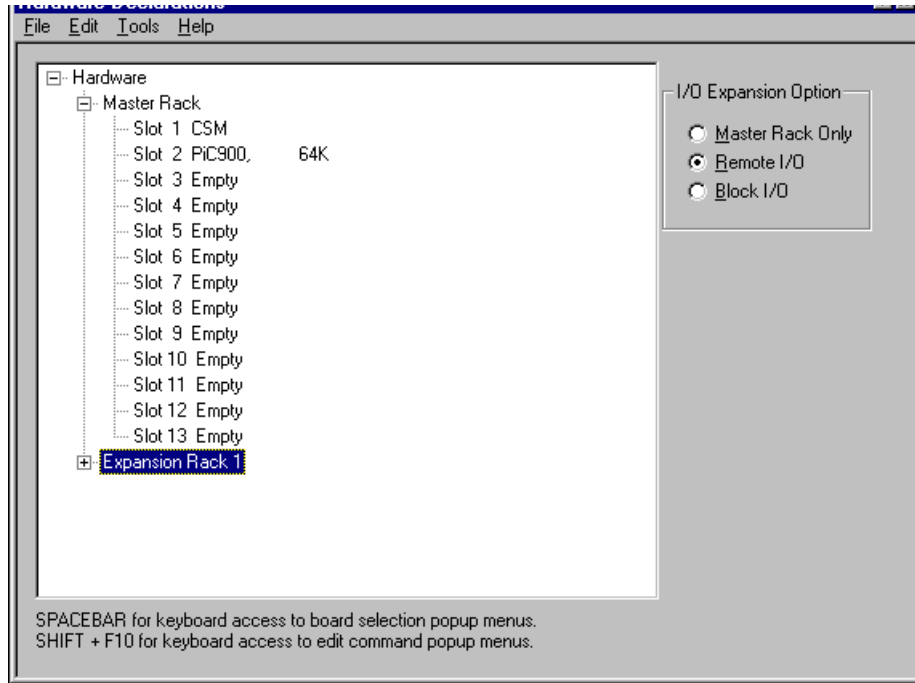 Hardware Declarations
File Edit Tools Help
Hardware
Master Rack
Slot 1 CSM
Slot 2 PiC900, 64K
Slot 3 Empty
Slot 4 Empty
Slot 5 Empty
Slot 6 Empty
Slot 7 Empty
Slot 8 Empty
Slot 9 Empty
Slot 10 Empty
Slot 11 Empty
Slot 12 Empty
Slot 13 Empty
Expansion Rack 1
I/O Expansion Option
Master Rack Only
Remote I/O
Block I/O
SPACEBAR for keyboard access to board selection popup menus.
SHIFT + F10 for keyboard access to edit command popup menus.